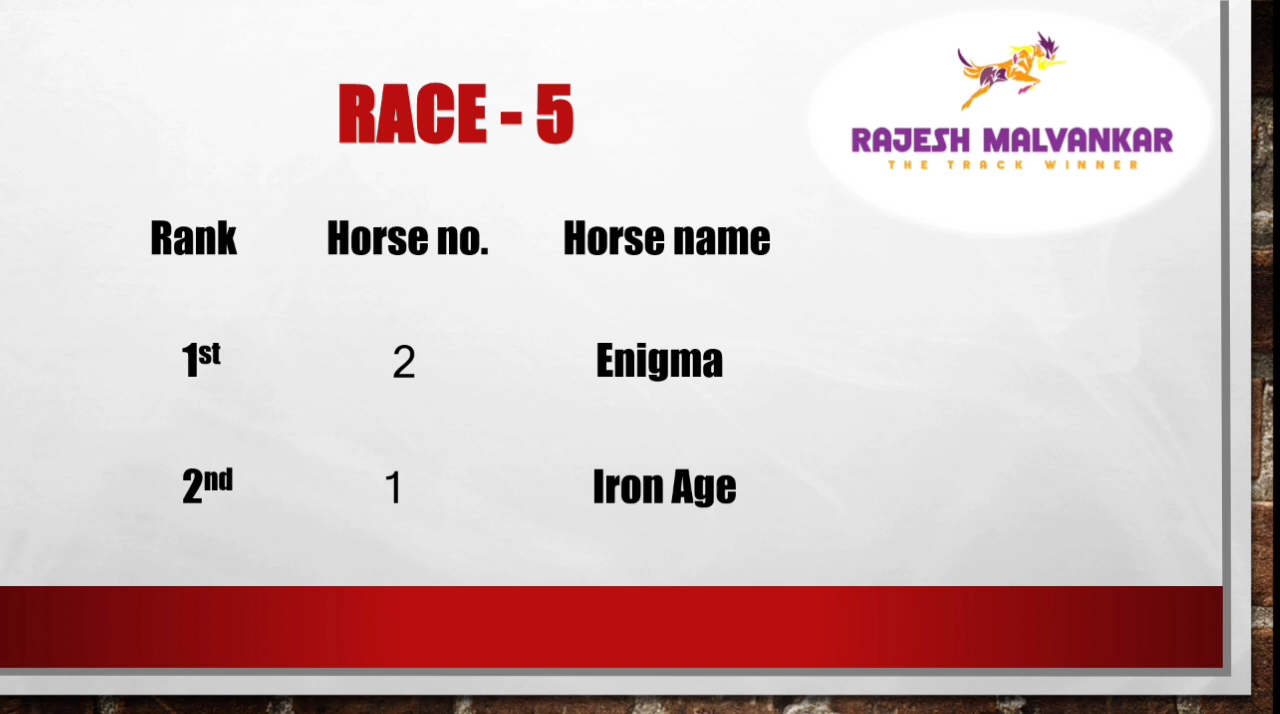 RACE - 5
RAJESH MALVANKAR
THE TRACK WINNER
Rank Horse no. Horse name
1st 2 Enigma
2nd 1 Iron Age